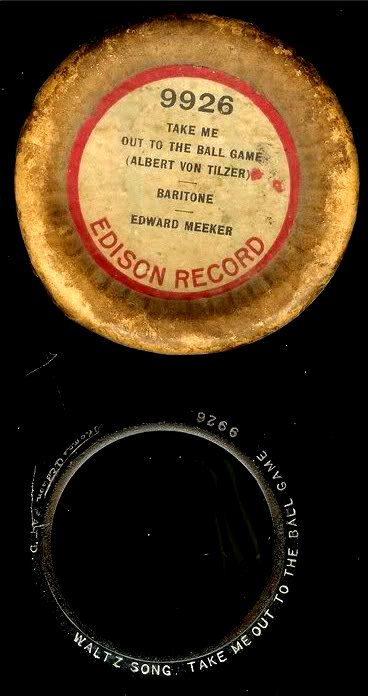 9926
TAKE ME
OUT TO THE BALL GAME
(ALBERT VON TILZER)
BARITONE
EDWARD MEEKER
EDISON RECORD
9926
WALTZ SONG. TAKE ME OUT TO THE BALL GAME